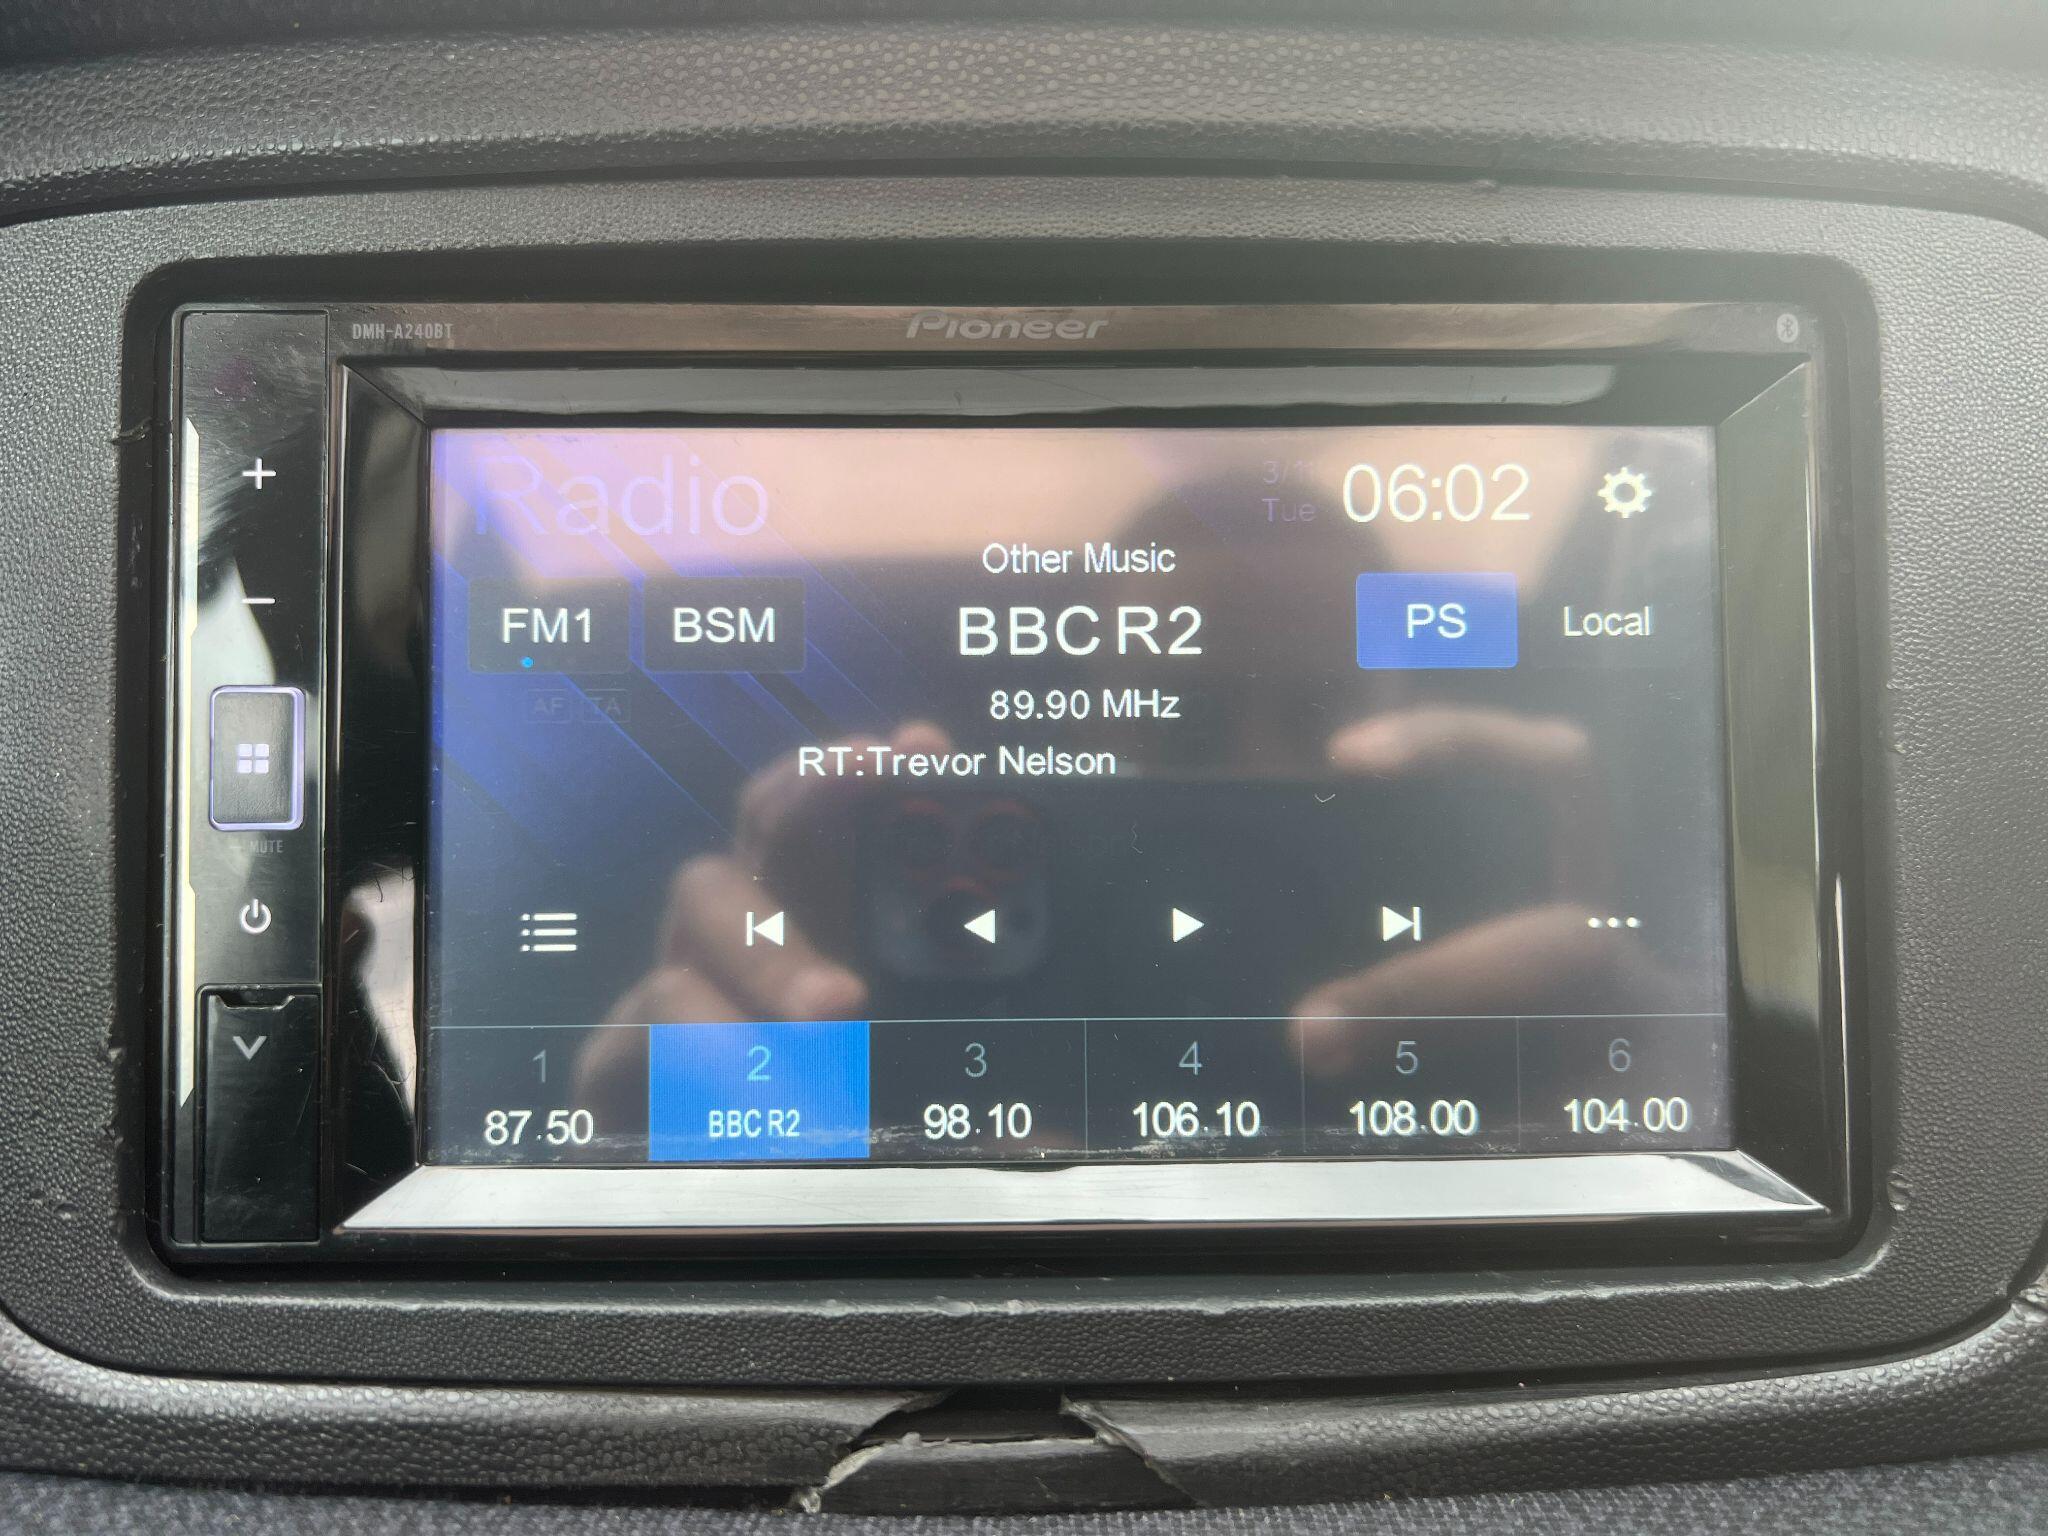 DMH-A240BT
Pioneer
Radio
3/11
Tue
06:02
Other Music
FM1
BSM
BBC R2
PS
Local
AF
TA
89.90 MHz
RT:Trevor Nelson
MUTE
1
2
3
4
5
6
87.50
BBC R2
98.10
106.10
108.00
104.00